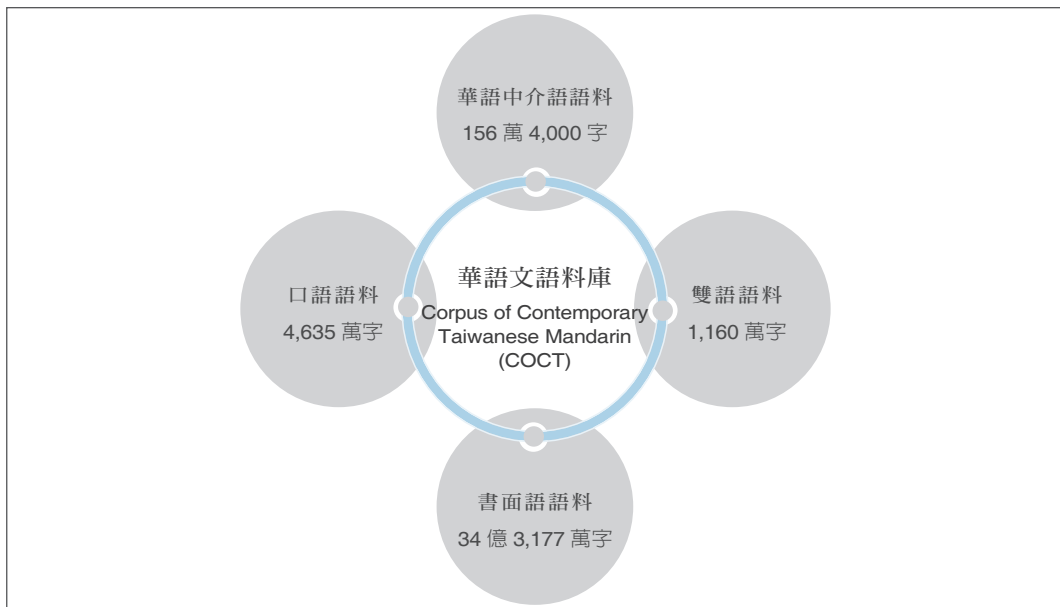 華語中介語語料
156 萬 4,000 字
口語語料
4,635 萬字
華語文語料庫
Corpus of Contemporary
Taiwanese Mandarin
(COCT)
雙語語料
1,160 萬字
書面語語料
34 億 3,177 萬字